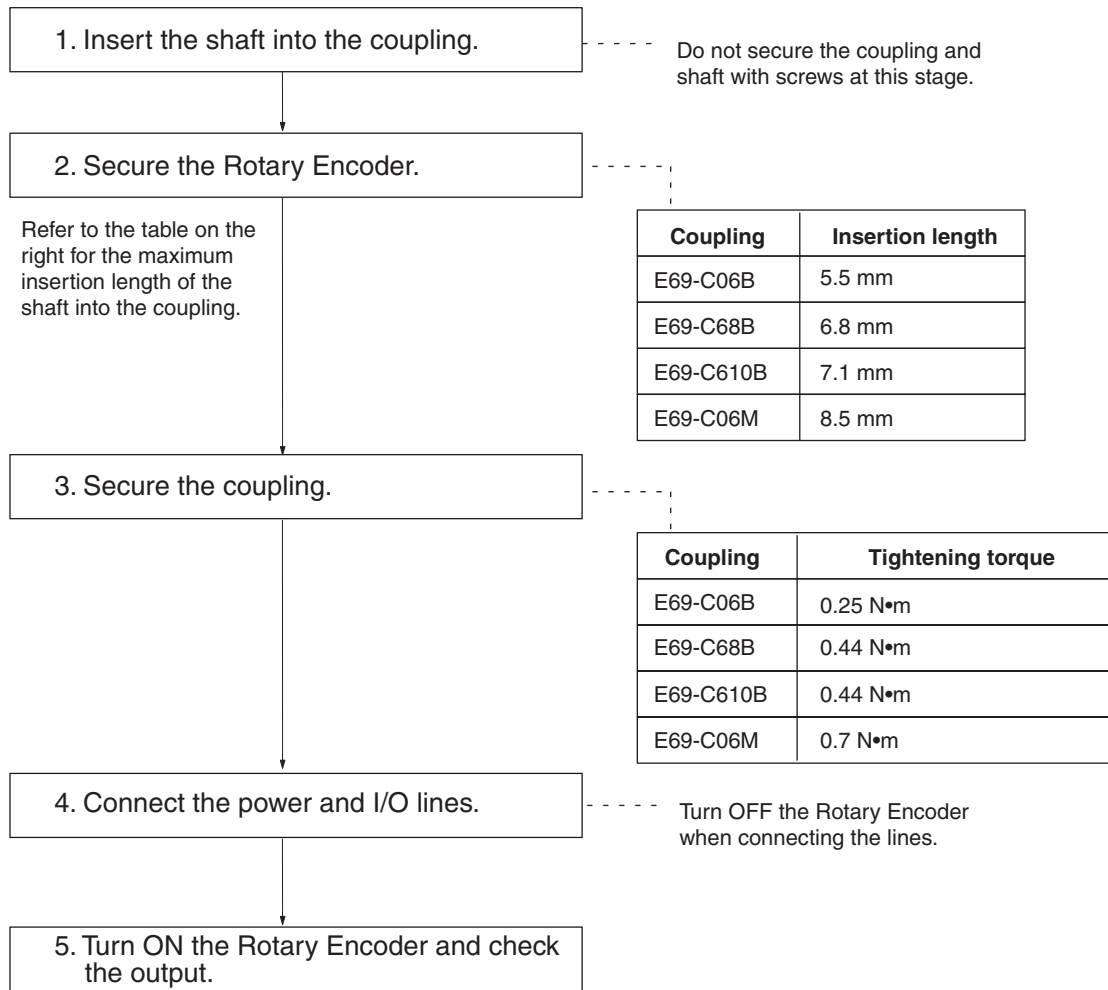 1. Insert the shaft into the coupling.
Do not secure the coupling and
shaft with screws at this stage.
2. Secure the Rotary Encoder.
Refer to the table on the
right for the maximum
insertion length of the
shaft into the coupling.
Coupling Insertion length
E69-C06B 5.5 mm
E69-C68B 6.8 mm
E69-C610B 7.1 mm
E69-C06M 8.5 mm
3. Secure the coupling.
Coupling Tightening torque
E69-C06B 0.25 N•m
E69-C68B 0.44 N•m
E69-C610B 0.44 N•m
E69-C06M 0.7 N•m
4. Connect the power and I/O lines.
Turn OFF the Rotary Encoder
when connecting the lines.
5. Turn ON the Rotary Encoder and check
the output.